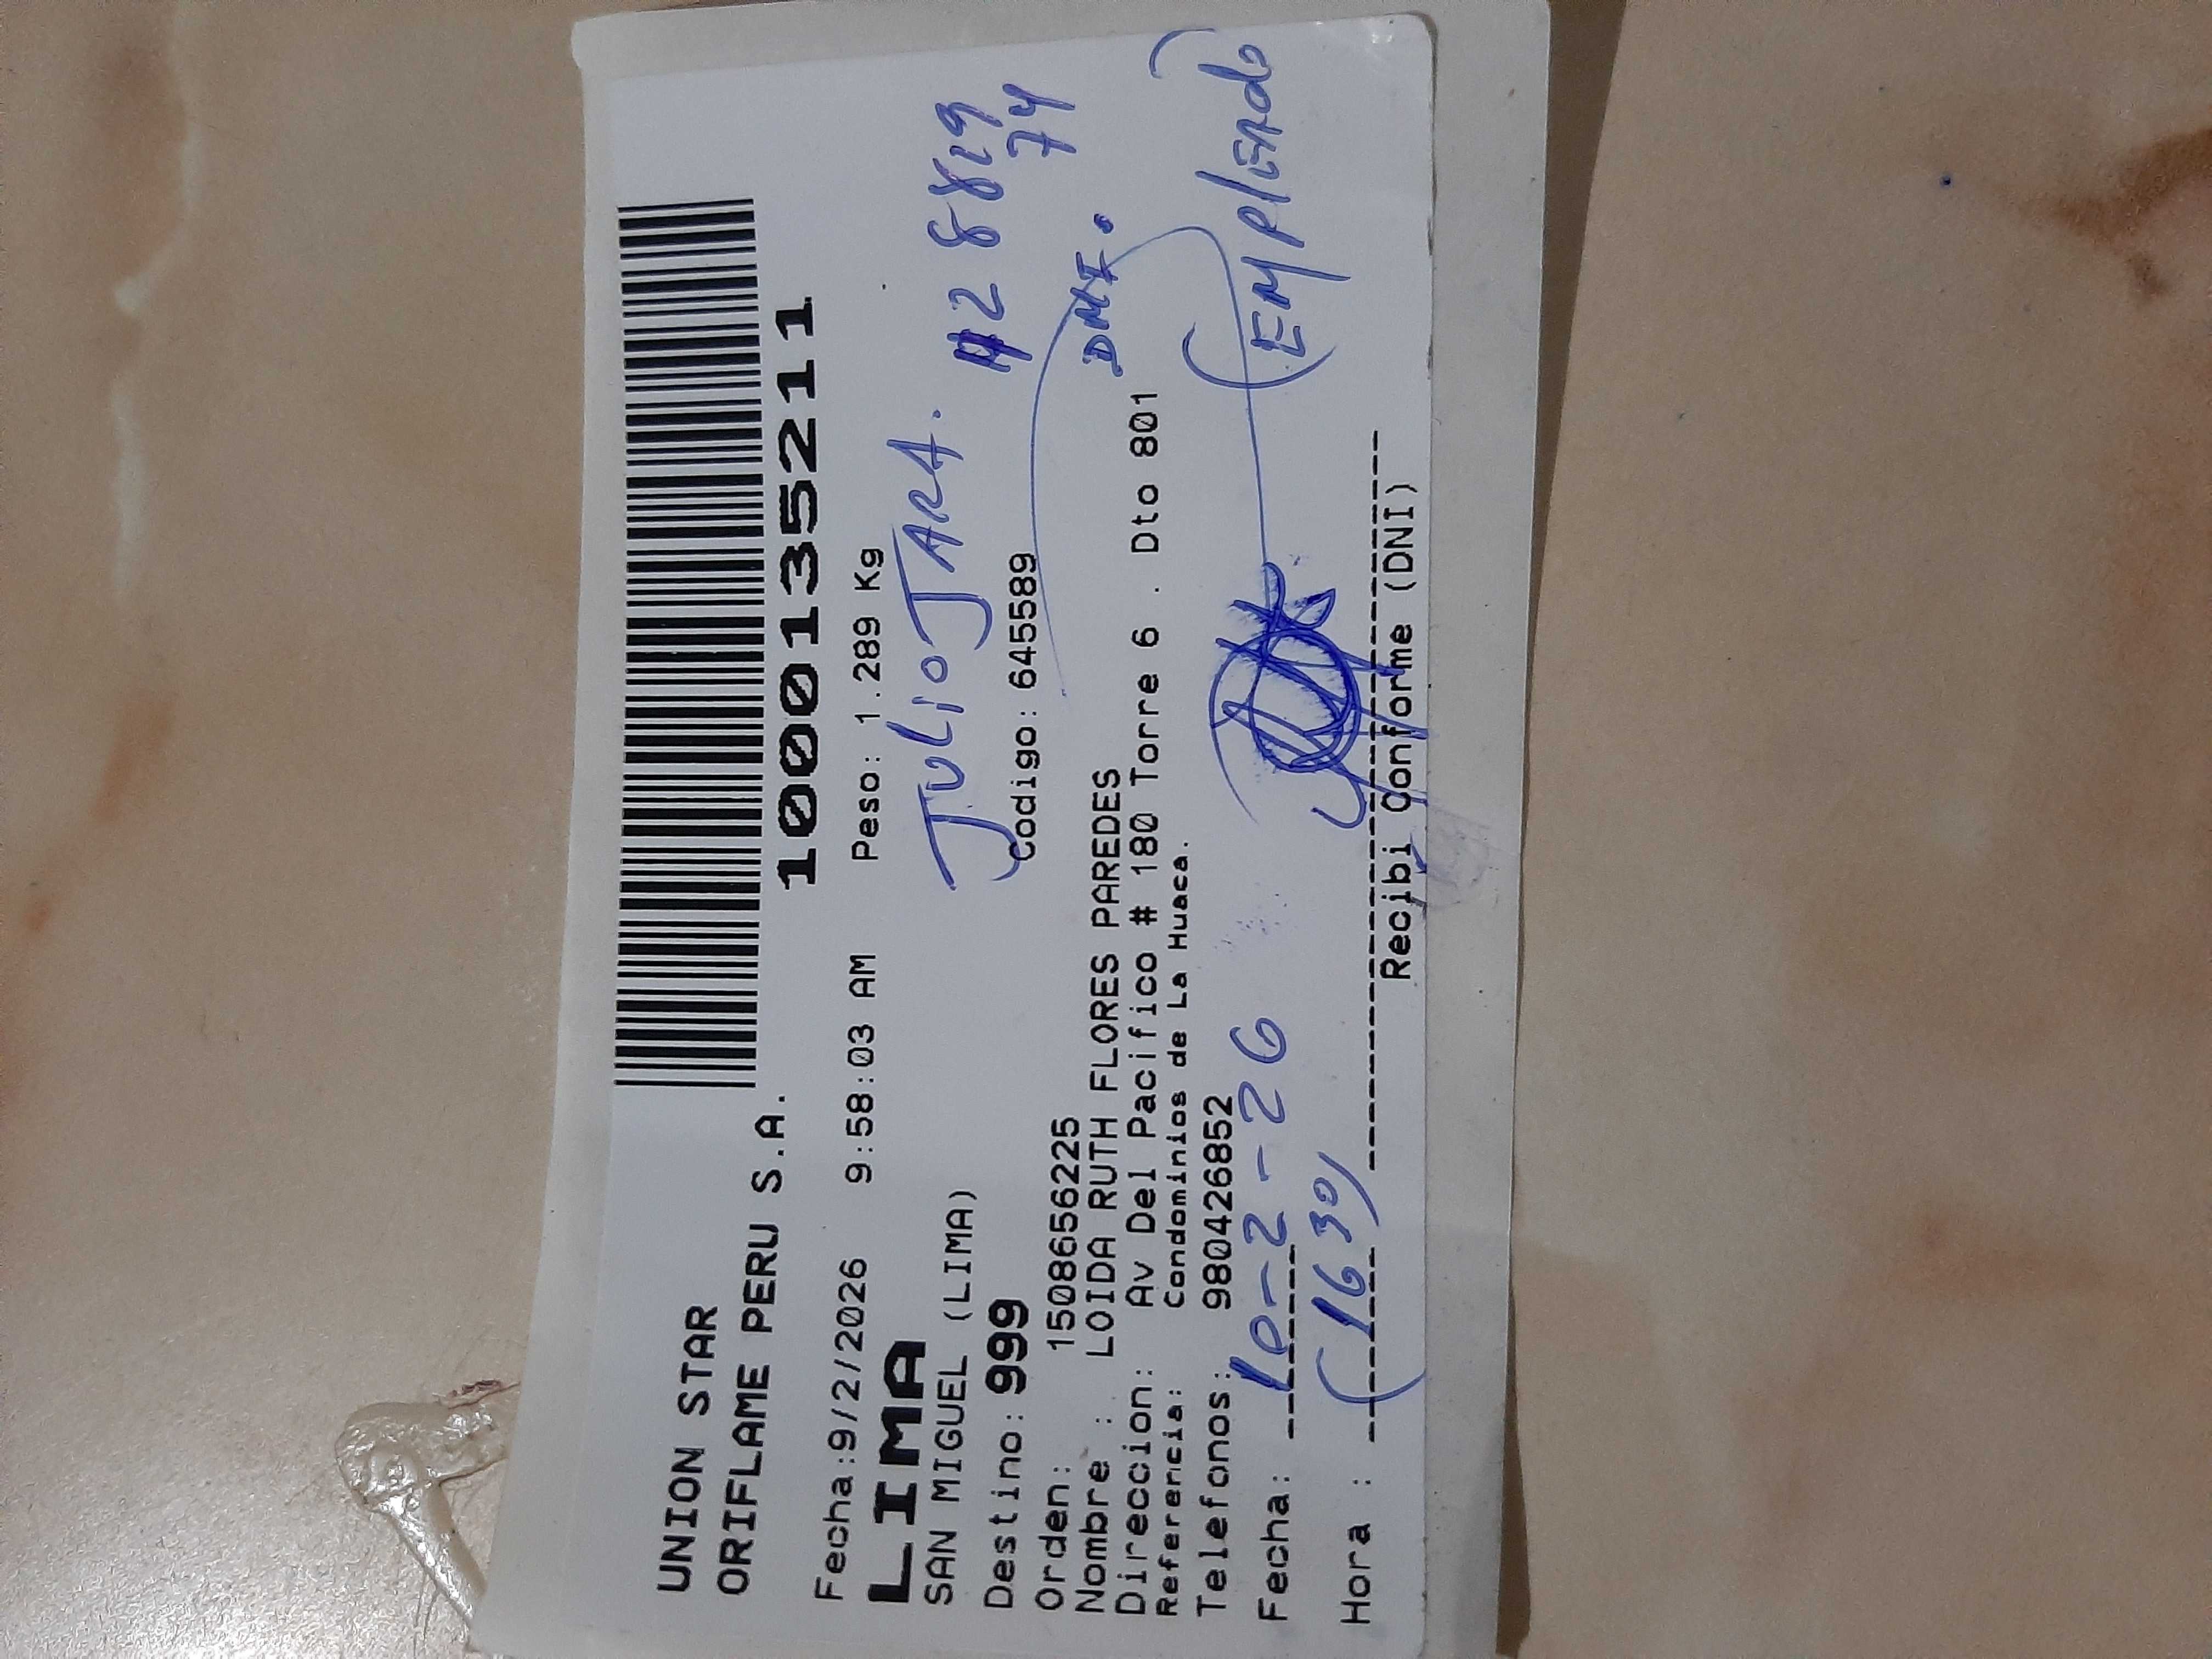 UNION STAR
ORIFLAME PERU S.A.
1000135211
Fecha:9/2/2026 9:58:03 AM Peso: 1.289 Kg
LIMA
SAN MIGUEL (LIMA)
JULIO JARA.
Destino: 999 Codigo: 645589
DNI.
Orden: 1508656225
Nombre : LOIDA RUTH FLORES PAREDES
Direccion: Av Del Pacifico # 180 Torre 6 . Dto 801
Referencia: Condominios de La Huaca.
Telefonos: 980426852
(EMPlEAdo)
Fecha: 10-2-26
Hora : (16 30)
Recibi Conforme (DNI)